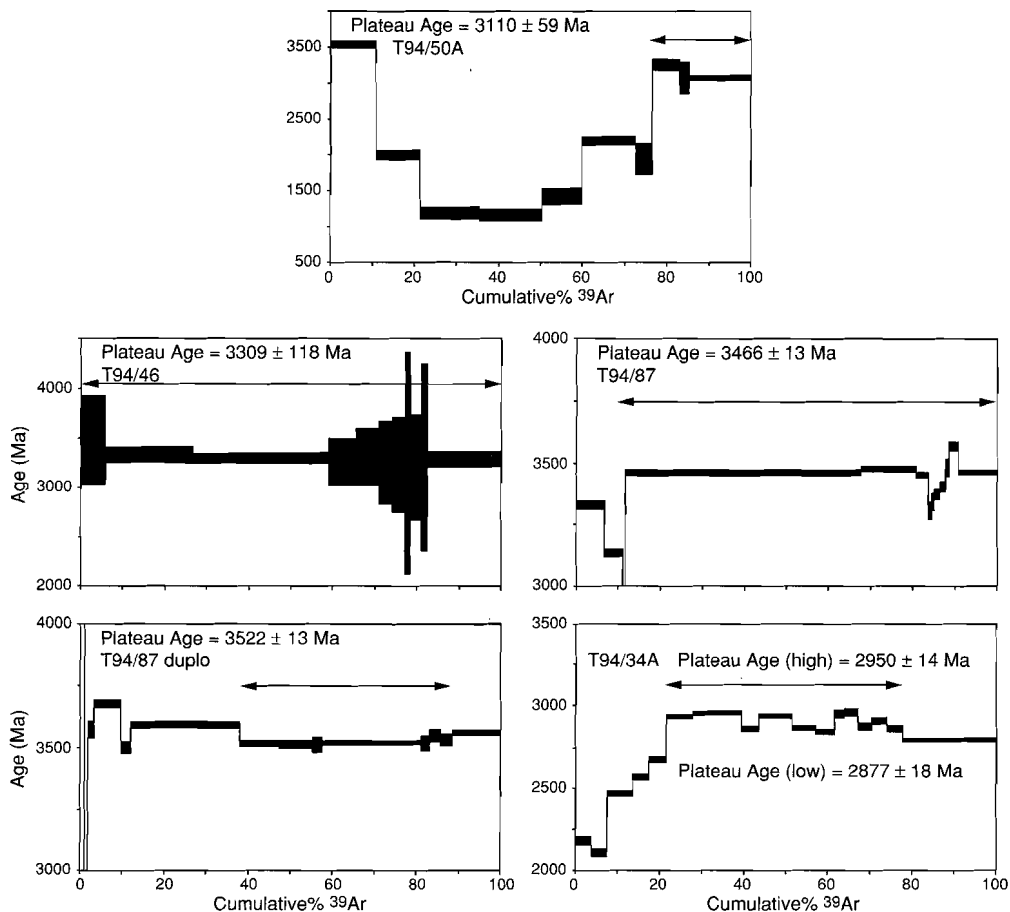 Plateau Age = 3110 ± 59 Ma
T94/50A
3500
2500
1500
500
0 20 40 60 80 100
Cumulative% ³⁹Ar
Plateau Age = 3309 ± 118 Ma
T94/46
4000
3000
2000
Age (Ma)
Plateau Age = 3466 ± 13 Ma
T94/87
4000
3500
3000
Plateau Age = 3522 ± 13 Ma
T94/87 duplo
4000
3500
3000
Age (Ma)
0 20 40 60 80 100
Cumulative% ³⁹Ar
3500
T94/34A Plateau Age (high) = 2950 ± 14 Ma
3000
2500
Plateau Age (low) = 2877 ± 18 Ma
2000
0 20 40 60 80 100
Cumulative% ³⁹Ar